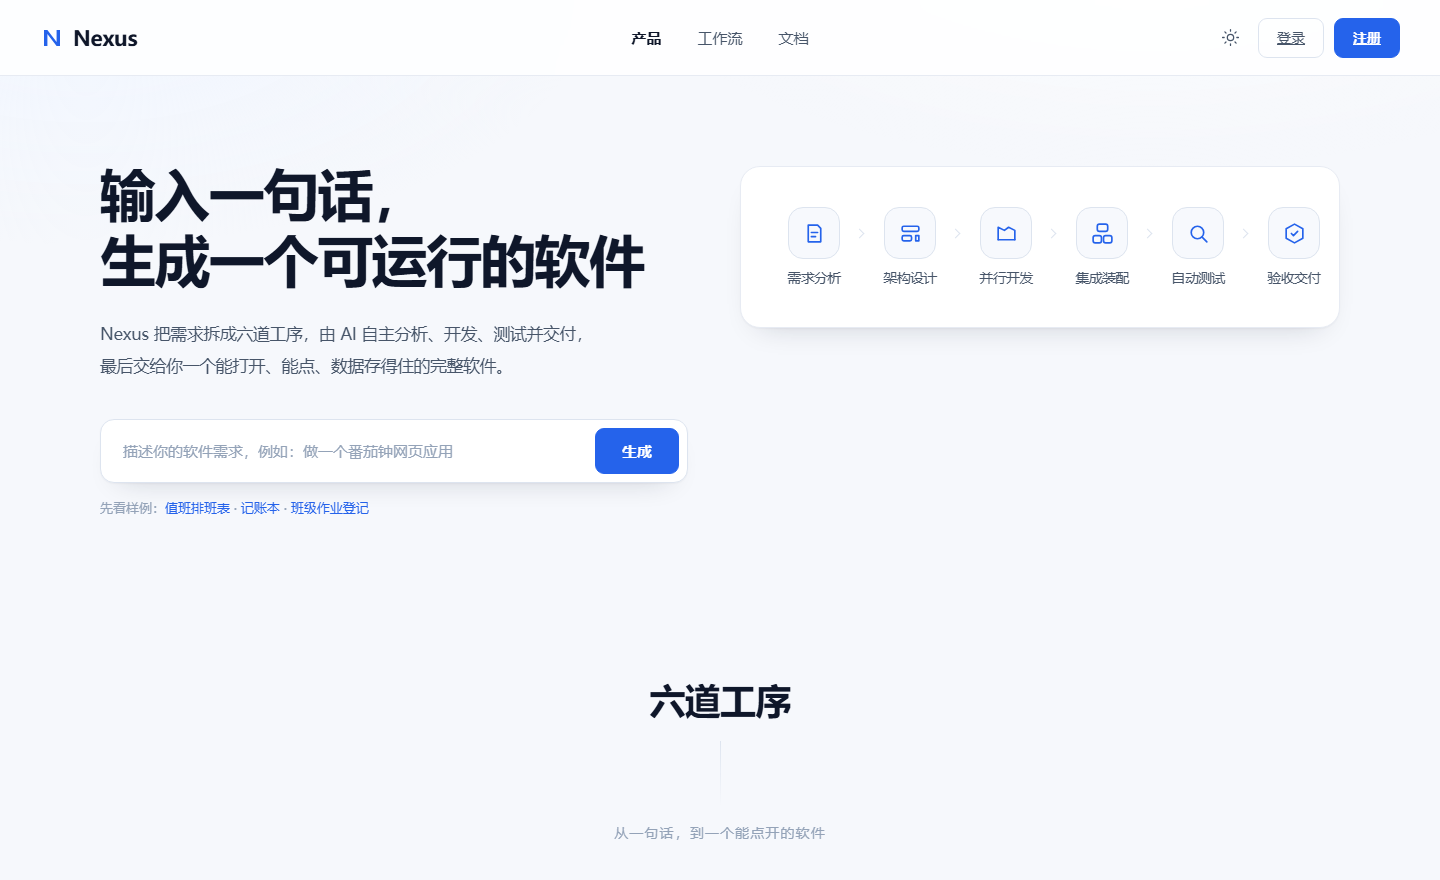 N Nexus
产品
工作流
文档
登录
注册
输入一句话，
生成一个可运行的软件
Nexus 把需求拆成六道工序，由 AI 自主分析、开发、测试并交付，
最后交给你一个能打开、能点、数据存得住的完整软件。
描述你的软件需求，例如：做一个番茄钟网页应用
生成
先看样例：值班排班表 · 记账本 · 班级作业登记
需求分析
架构设计
并行开发
集成装配
自动测试
验收交付
六道工序
从一句话，到一个能点开的软件